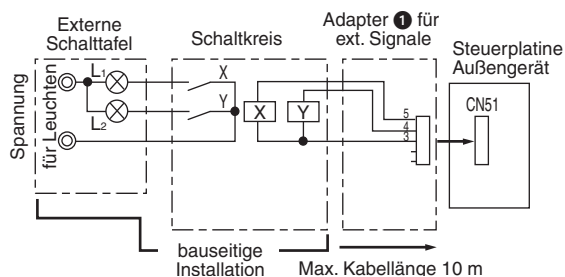 Externe
Schalttafel
Schaltkreis
Adapter ❶ für
ext. Signale
Steuerplatine
Außengerät
Spannung
für Leuchten
L1
L2
X
Y
X
Y
5
4
3
CN51
bauseitige
Installation
Max. Kabellänge 10 m